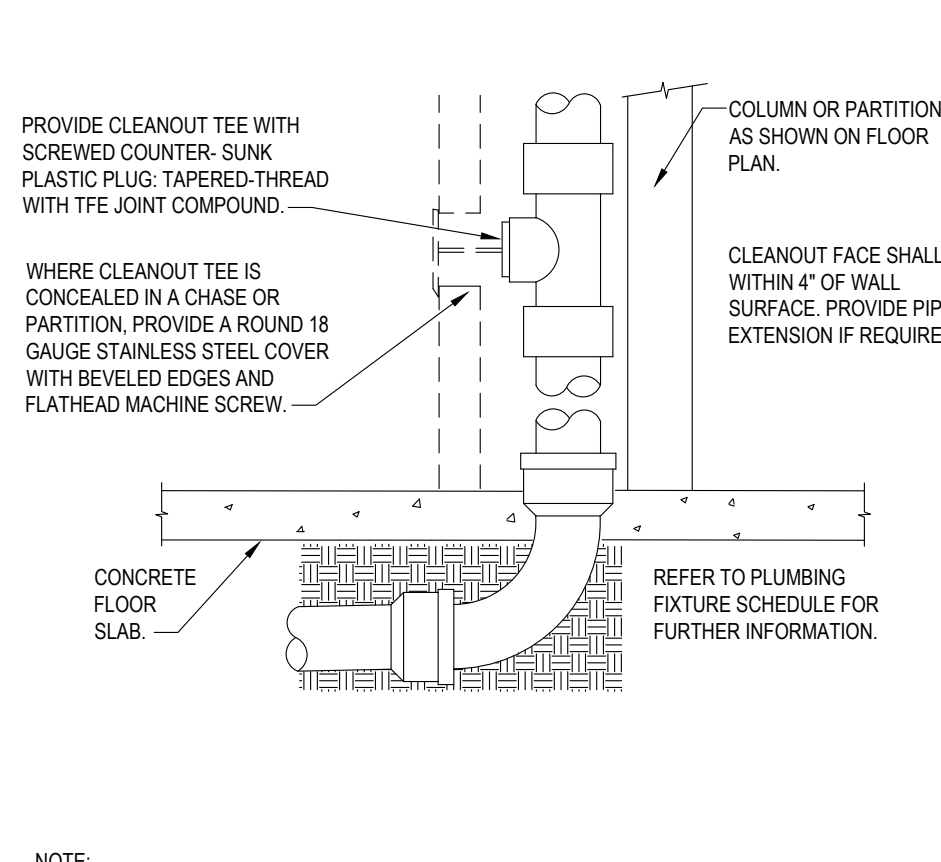 PROVIDE CLEANOUT TEE WITH
SCREWED COUNTER- SUNK
PLASTIC PLUG: TAPERED-THREAD
WITH TFE JOINT COMPOUND.
WHERE CLEANOUT TEE IS
CONCEALED IN A CHASE OR
PARTITION, PROVIDE A ROUND 18
GAUGE STAINLESS STEEL COVER
WITH BEVELED EDGES AND
FLATHEAD MACHINE SCREW.
COLUMN OR PARTITION
AS SHOWN ON FLOOR
PLAN.
CLEANOUT FACE SHALL
WITHIN 4" OF WALL
SURFACE. PROVIDE PIP
EXTENSION IF REQUIRE
CONCRETE
FLOOR
SLAB.
REFER TO PLUMBING
FIXTURE SCHEDULE FOR
FURTHER INFORMATION.
NOTE: